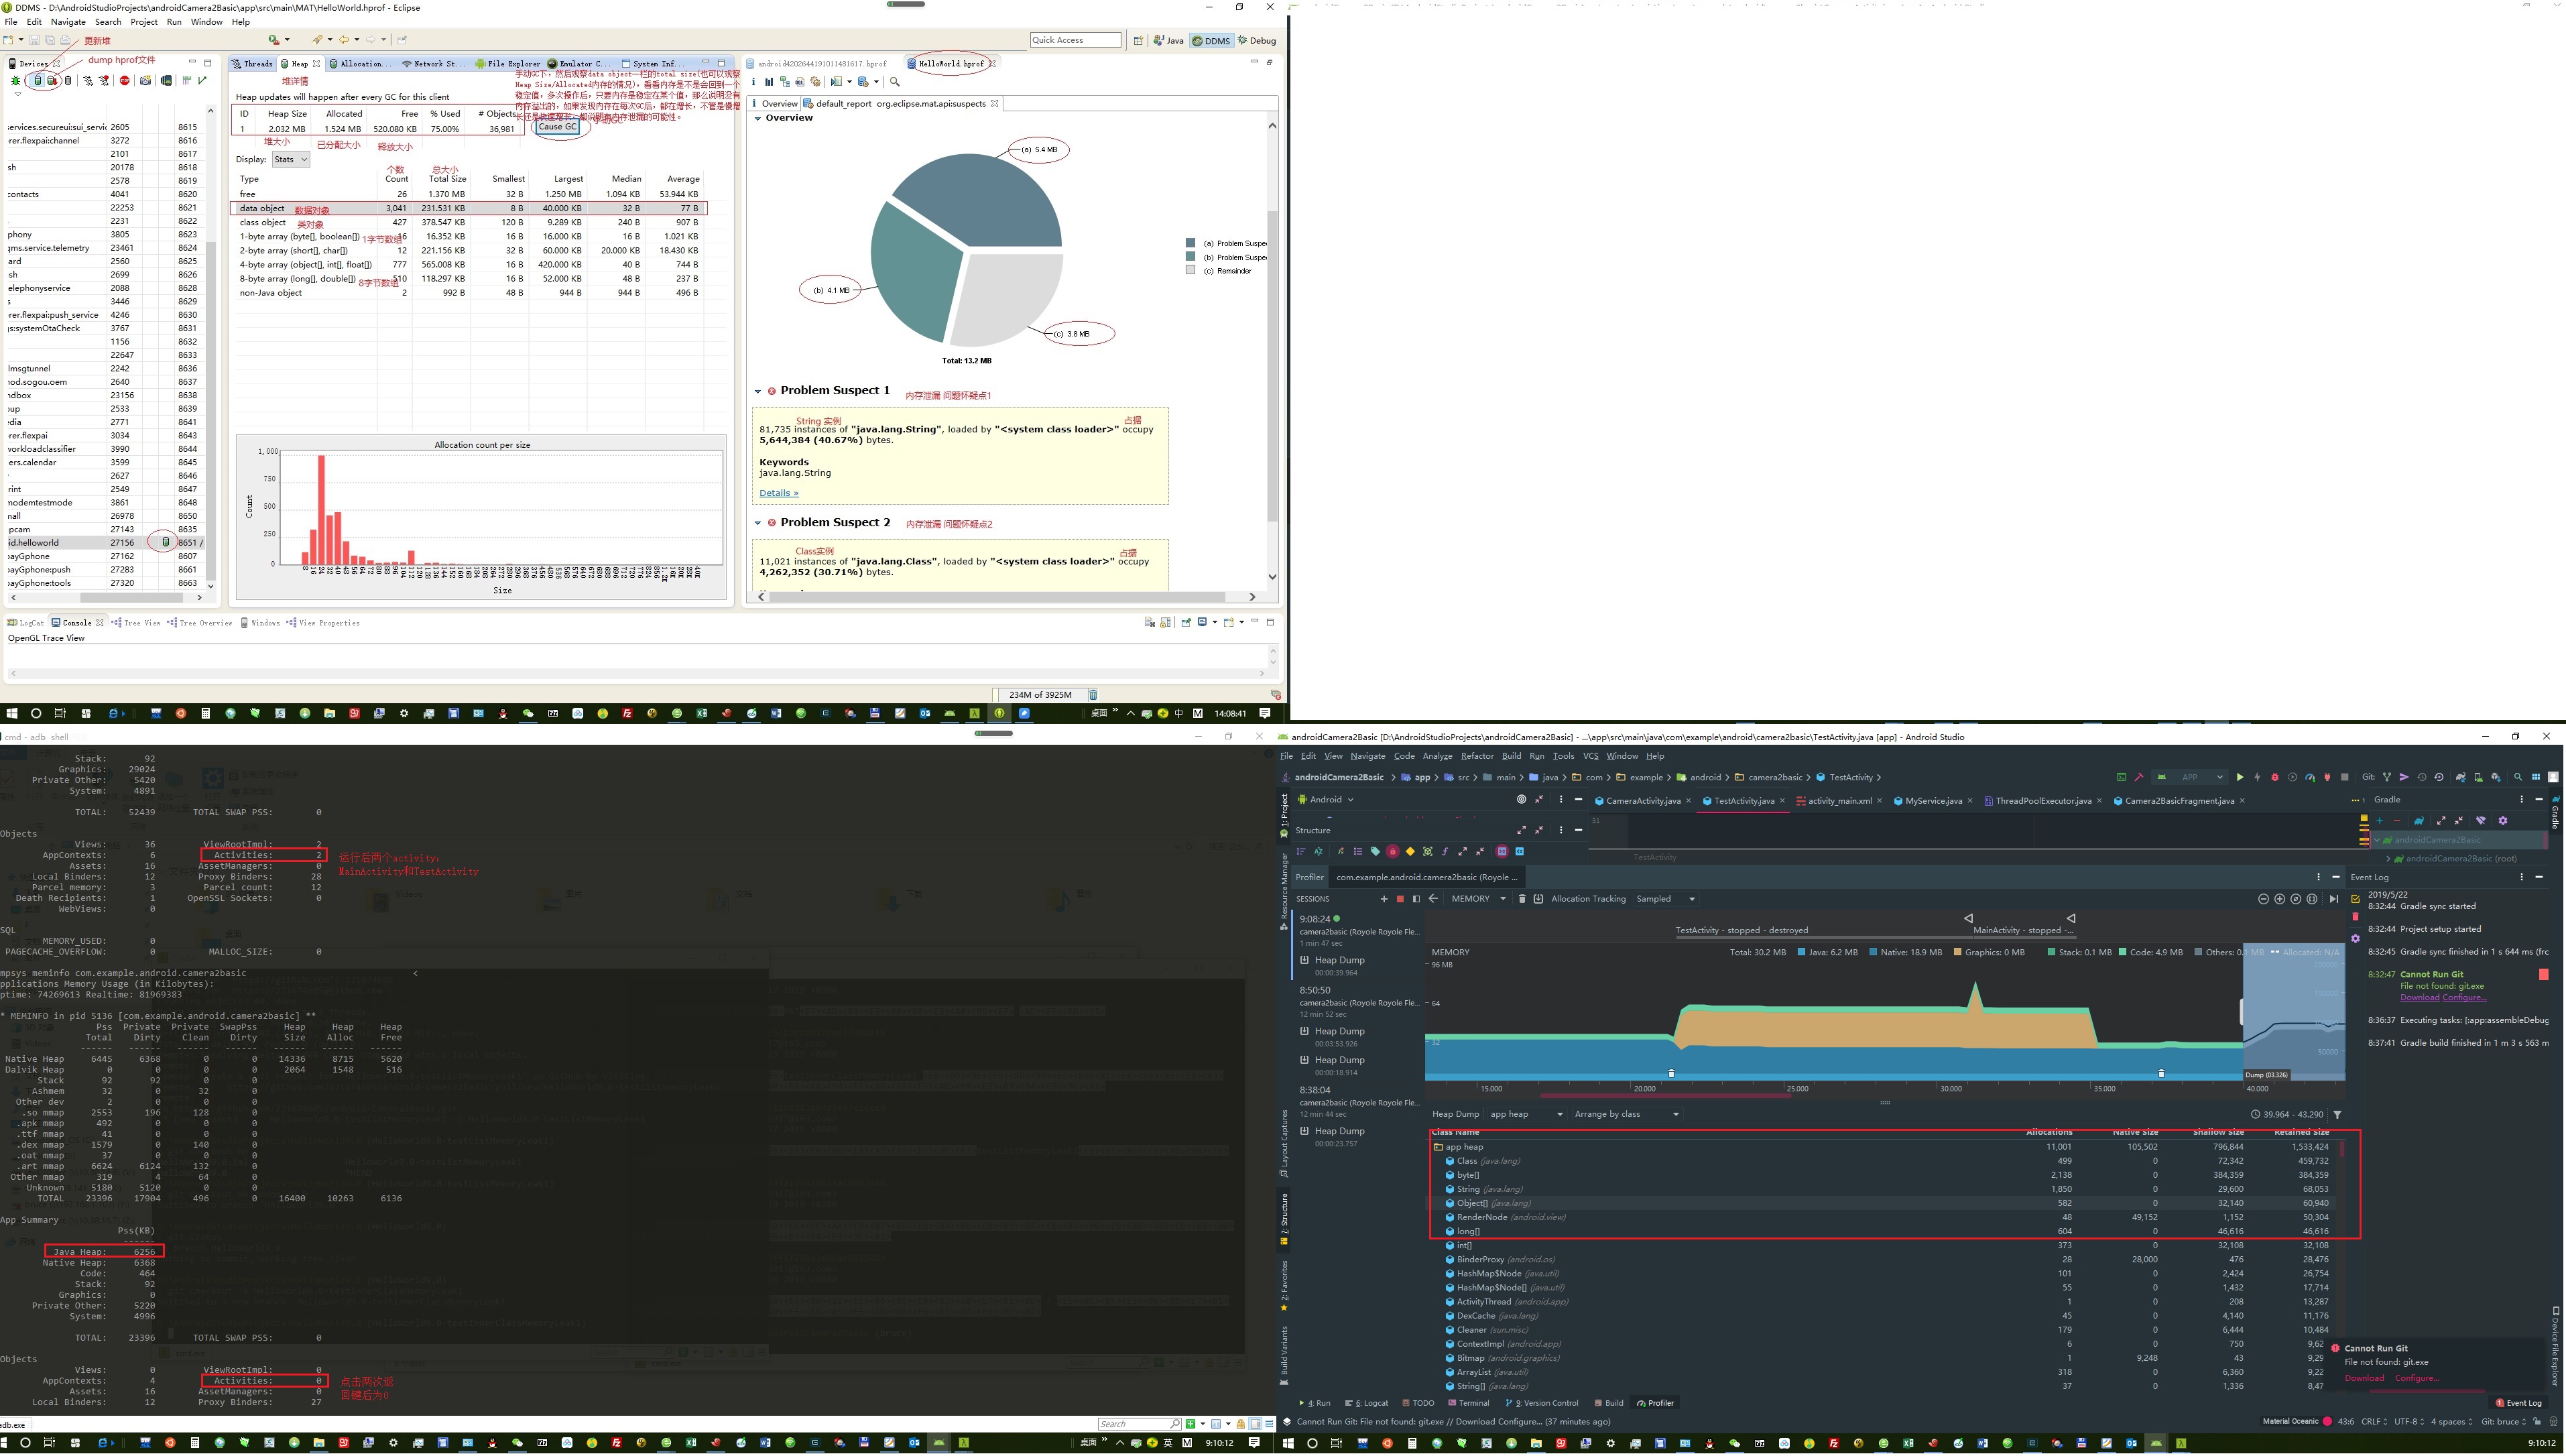 DDMS - D:\AndroidStudioProjects\androidCamera2Basic\app\src\main\MAT\HelloWorld.hprof - Eclipse
File Edit Navigate Search Project Run Window Help
更新堆
Quick Access
Java DDMS Debug
dump hprof文件
Devices
services.secureui:sui_servic 2605 8615
rer.flexpai:channel 3272 8616
2101 8617
sh 20178 8618
2578 8619
contacts 4041 8620
22253 8621
2231 8622
phony 3805 8623
gms.service.telemetry 23461 8624
ard 2560 8625
sh 2699 8626
elephonyservice 2088 8628
s 3446 8629
rer.flexpai:push_service 4246 8630
gs:systemOtaCheck 3767 8631
1156 8632
22647 8633
lmsgtunnel 2242 8636
nod.sogou.oem 2640 8637
ndbox 23156 8638
oup 2533 8639
edia 2771 8641
rer.flexpai 3034 8643
workloadclassifier 3990 8644
ers.calendar 3599 8645
2627 8646
rint 2549 8647
modemtestmode 3861 8648
mall 26978 8650
pcam 27143 8635
id.helloworld 27156 8651 /
payGphone 27162 8607
payGphone:push 27283 8661
payGphone:tools 27320 8663
Threads Heap Allocation... Network St... File Explorer Emulator C... System Inf...
堆详情
手动GC下，然后观察data object一栏的total size(也可以观察
Heap Size/Allocated内存的情况)，看看内存是不是会回到一个
稳定值，多次操作后，只要内存是稳定在某个值，那么说明没有
内存溢出的，如果发现内存在每次GC后，都在增长，不管是慢增
长还是快速增长，都说明有内存泄漏的可能性。
Heap updates will happen after every GC for this client
ID Heap Size Allocated Free % Used # Objects
1 2.032 MB 1.524 MB 520.080 KB 75.00% 36,981
Cause GC
手动GC
堆大小 已分配大小 释放大小
Display: Stats
个数 总大小
Type Count Total Size Smallest Largest Median Average
free 26 1.370 MB 32 B 1.250 MB 1.094 KB 53.944 KB
data object 数据对象 3,041 231.531 KB 8 B 40.000 KB 32 B 77 B
class object 类对象 427 378.547 KB 120 B 9.289 KB 240 B 907 B
1-byte array (byte[], boolean[]) 1字节数组 16 16.352 KB 16 B 16.000 KB 16 B 1.021 KB
2-byte array (short[], char[]) 12 221.156 KB 32 B 60.000 KB 20.000 KB 18.430 KB
4-byte array (object[], int[], float[]) 777 565.008 KB 16 B 420.000 KB 40 B 744 B
8-byte array (long[], double[]) 8字节数组 510 118.297 KB 16 B 52.000 KB 48 B 237 B
non-Java object 2 992 B 48 B 944 B 944 B 496 B
Allocation count per size
1,000
750
500
250
0
Count
Size
android4202644191011481617.hprof HelloWorld.hprof
Overview default_report org.eclipse.mat.api:suspects
Overview
(a) 5.4 MB
(b) 4.1 MB
(c) 3.8 MB
Total: 13.2 MB
(a) Problem Suspe
(b) Problem Suspe
(c) Remainder
Problem Suspect 1 内存泄漏 问题怀疑点1
String 实例 占据
81,735 instances of "java.lang.String", loaded by "<system class loader>" occupy
5,644,384 (40.67%) bytes.
Keywords
java.lang.String
Details »
Problem Suspect 2 内存泄漏 问题怀疑点2
Class实例 占据
11,021 instances of "java.lang.Class", loaded by "<system class loader>" occupy
4,262,352 (30.71%) bytes.
LogCat Console Tree View Tree Overview Windows View Properties
OpenGL Trace View
234M of 3925M
桌面 中 M 14:08:41
cmd - adb shell
Stack: 92
Graphics: 29024
Private Other: 5420
System: 4891
TOTAL: 52439 TOTAL SWAP PSS: 0
Objects
Views: 36 ViewRootImpl: 2
AppContexts: 6 Activities: 2
Assets: 16 AssetManagers: 0
Local Binders: 12 Proxy Binders: 28
Parcel memory: 3 Parcel count: 12
Death Recipients: 1 OpenSSL Sockets: 0
WebViews: 0
运行后两个activity，
MainActivity和TestActivity
SQL
MEMORY_USED: 0
PAGECACHE_OVERFLOW: 0 MALLOC_SIZE: 0
mpsys meminfo com.example.android.camera2basic <
pplications Memory Usage (in Kilobytes):
ptime: 74269613 Realtime: 81969383
* MEMINFO in pid 5136 [com.example.android.camera2basic] **
Pss Private Private SwapPss Heap Heap Heap
Total Dirty Clean Dirty Size Alloc Free
------ ------ ------ ------ ------ ------ ------
Native Heap 6445 6368 0 0 14336 8715 5620
Dalvik Heap 0 0 0 0 2064 1548 516
Stack 92 92 0 0
Ashmem 32 0 32 0
Other dev 2 0 0 0
.so mmap 2553 196 128 0
.apk mmap 492 0 0 0
.ttf mmap 41 0 0 0
.dex mmap 1579 0 140 0
.oat mmap 37 0 0 0
.art mmap 6624 6124 132 0
Other mmap 319 4 64 0
Unknown 5180 5120 0 0
TOTAL 23396 17904 496 0 16400 10263 6136
App Summary
Pss(KB)
------
Java Heap: 6256
Native Heap: 6368
Code: 464
Stack: 92
Graphics: 0
Private Other: 5220
System: 4996
TOTAL: 23396 TOTAL SWAP PSS: 0
Objects
Views: 0 ViewRootImpl: 0
AppContexts: 4 Activities: 0
Assets: 16 AssetManagers: 0
Local Binders: 12 Proxy Binders: 27
点击两次返
回键后为0
adb.exe
Search
桌面 英 M 9:10:12
androidCamera2Basic [D:\AndroidStudioProjects\androidCamera2Basic] - ...\app\src\main\java\com\example\android\camera2basic\TestActivity.java [app] - Android Studio
File Edit View Navigate Code Analyze Refactor Build Run Tools VCS Window Help
androidCamera2Basic app src main java com example android camera2basic TestActivity
APP Git:
Android
CameraActivity.java TestActivity.java activity_main.xml MyService.java ThreadPoolExecutor.java Camera2BasicFragment.java
Gradle
Structure
81
TestActivity
androidCamera2Basic
androidCamera2Basic (root)
Profiler com.example.android.camera2basic (Royole ...
SESSIONS MEMORY Allocation Tracking Sampled
9:08:24
camera2basic (Royole Royole Fle...
1 min 47 sec
Heap Dump
00:00:39.964
8:50:50
camera2basic (Royole Royole Fle...
12 min 52 sec
Heap Dump
00:03:53.926
Heap Dump
00:00:18.914
8:38:04
camera2basic (Royole Royole Fle...
12 min 44 sec
Heap Dump
00:00:23.757
TestActivity - stopped - destroyed
MainActivity - stopped -...
MEMORY
96 MB
64
32
Total: 30.2 MB Java: 6.2 MB Native: 18.9 MB Graphics: 0 MB Stack: 0.1 MB Code: 4.9 MB Others: 0.1 MB Allocated: N/A
150000
50000
Dump (03.326)
15.000 20.000 25.000 30.000 35.000 40.000
Heap Dump app heap Arrange by class 39.964 - 43.290
Class Name Allocations Native Size Shallow Size Retained Size
app heap 11,001 105,502 796,844 1,533,424
Class (java.lang) 499 0 72,342 459,732
byte[] 2,138 0 384,359 384,359
String (java.lang) 1,850 0 29,600 68,053
Object[] (java.lang) 582 0 32,140 60,940
RenderNode (android.view) 48 49,152 1,152 50,304
long[] 604 0 46,616 46,616
int[] 373 0 32,108 32,108
BinderProxy (android.os) 28 28,000 476 28,476
HashMap$Node (java.util) 101 0 2,424 26,754
HashMap$Node[] (java.util) 55 0 1,432 17,714
ActivityThread (android.app) 1 0 208 13,287
DexCache (java.lang) 45 0 4,140 11,176
Cleaner (sun.misc) 179 0 6,444 10,484
ContextImpl (android.app) 6 0 750 9,62
Bitmap (android.graphics) 1 9,248 43 9,29
ArrayList (java.util) 318 0 6,360 9,22
String[] (java.lang) 37 0 1,336 8,47
Event Log
2019/5/22
8:32:44 Gradle sync started
8:32:44 Project setup started
8:32:45 Gradle sync finished in 1 s 644 ms (frc
8:32:47 Cannot Run Git
File not found: git.exe
Download Configure...
8:36:37 Executing tasks: [:app:assembleDebug
8:37:41 Gradle build finished in 1 m 3 s 563 m
Cannot Run Git
File not found: git.exe
Download Configure...
1: Project
Resource Manager
Layout Captures
7: Structure
2: Favorites
Build Variants
Gradle
Device File Explorer
4: Run 6: Logcat TODO Terminal 9: Version Control Build Profiler Event Log
Cannot Run Git: File not found: git.exe // Download Configure... (37 minutes ago)
Material Oceanic 43:6 CRLF UTF-8 4 spaces Git: bruce
9:10:12